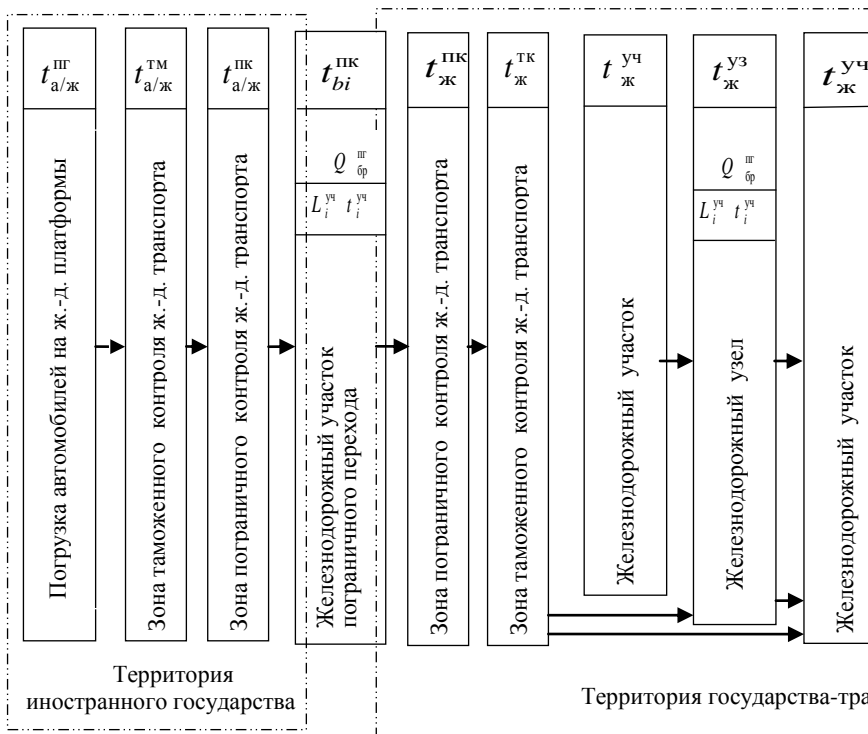 t пг а/ж
t тм а/ж
t пк а/ж
t пк bi
t пк ж
t тк ж
t уч ж
t уз ж
t уч ж
Погрузка автомобилей на ж.-д. платформы
Зона таможенного контроля ж.-д. транспорта
Зона пограничного контроля ж.-д. транспорта
Q пг бр
L уч i t уч i
Железнодорожный участок
пограничного перехода
Зона пограничного контроля ж.-д. транспорта
Зона таможенного контроля ж.-д. транспорта
Железнодорожный участок
Q пг бр
L уч i t уч i
Железнодорожный узел
Железнодорожный участок
Территория
иностранного государства
Территория государства-тра